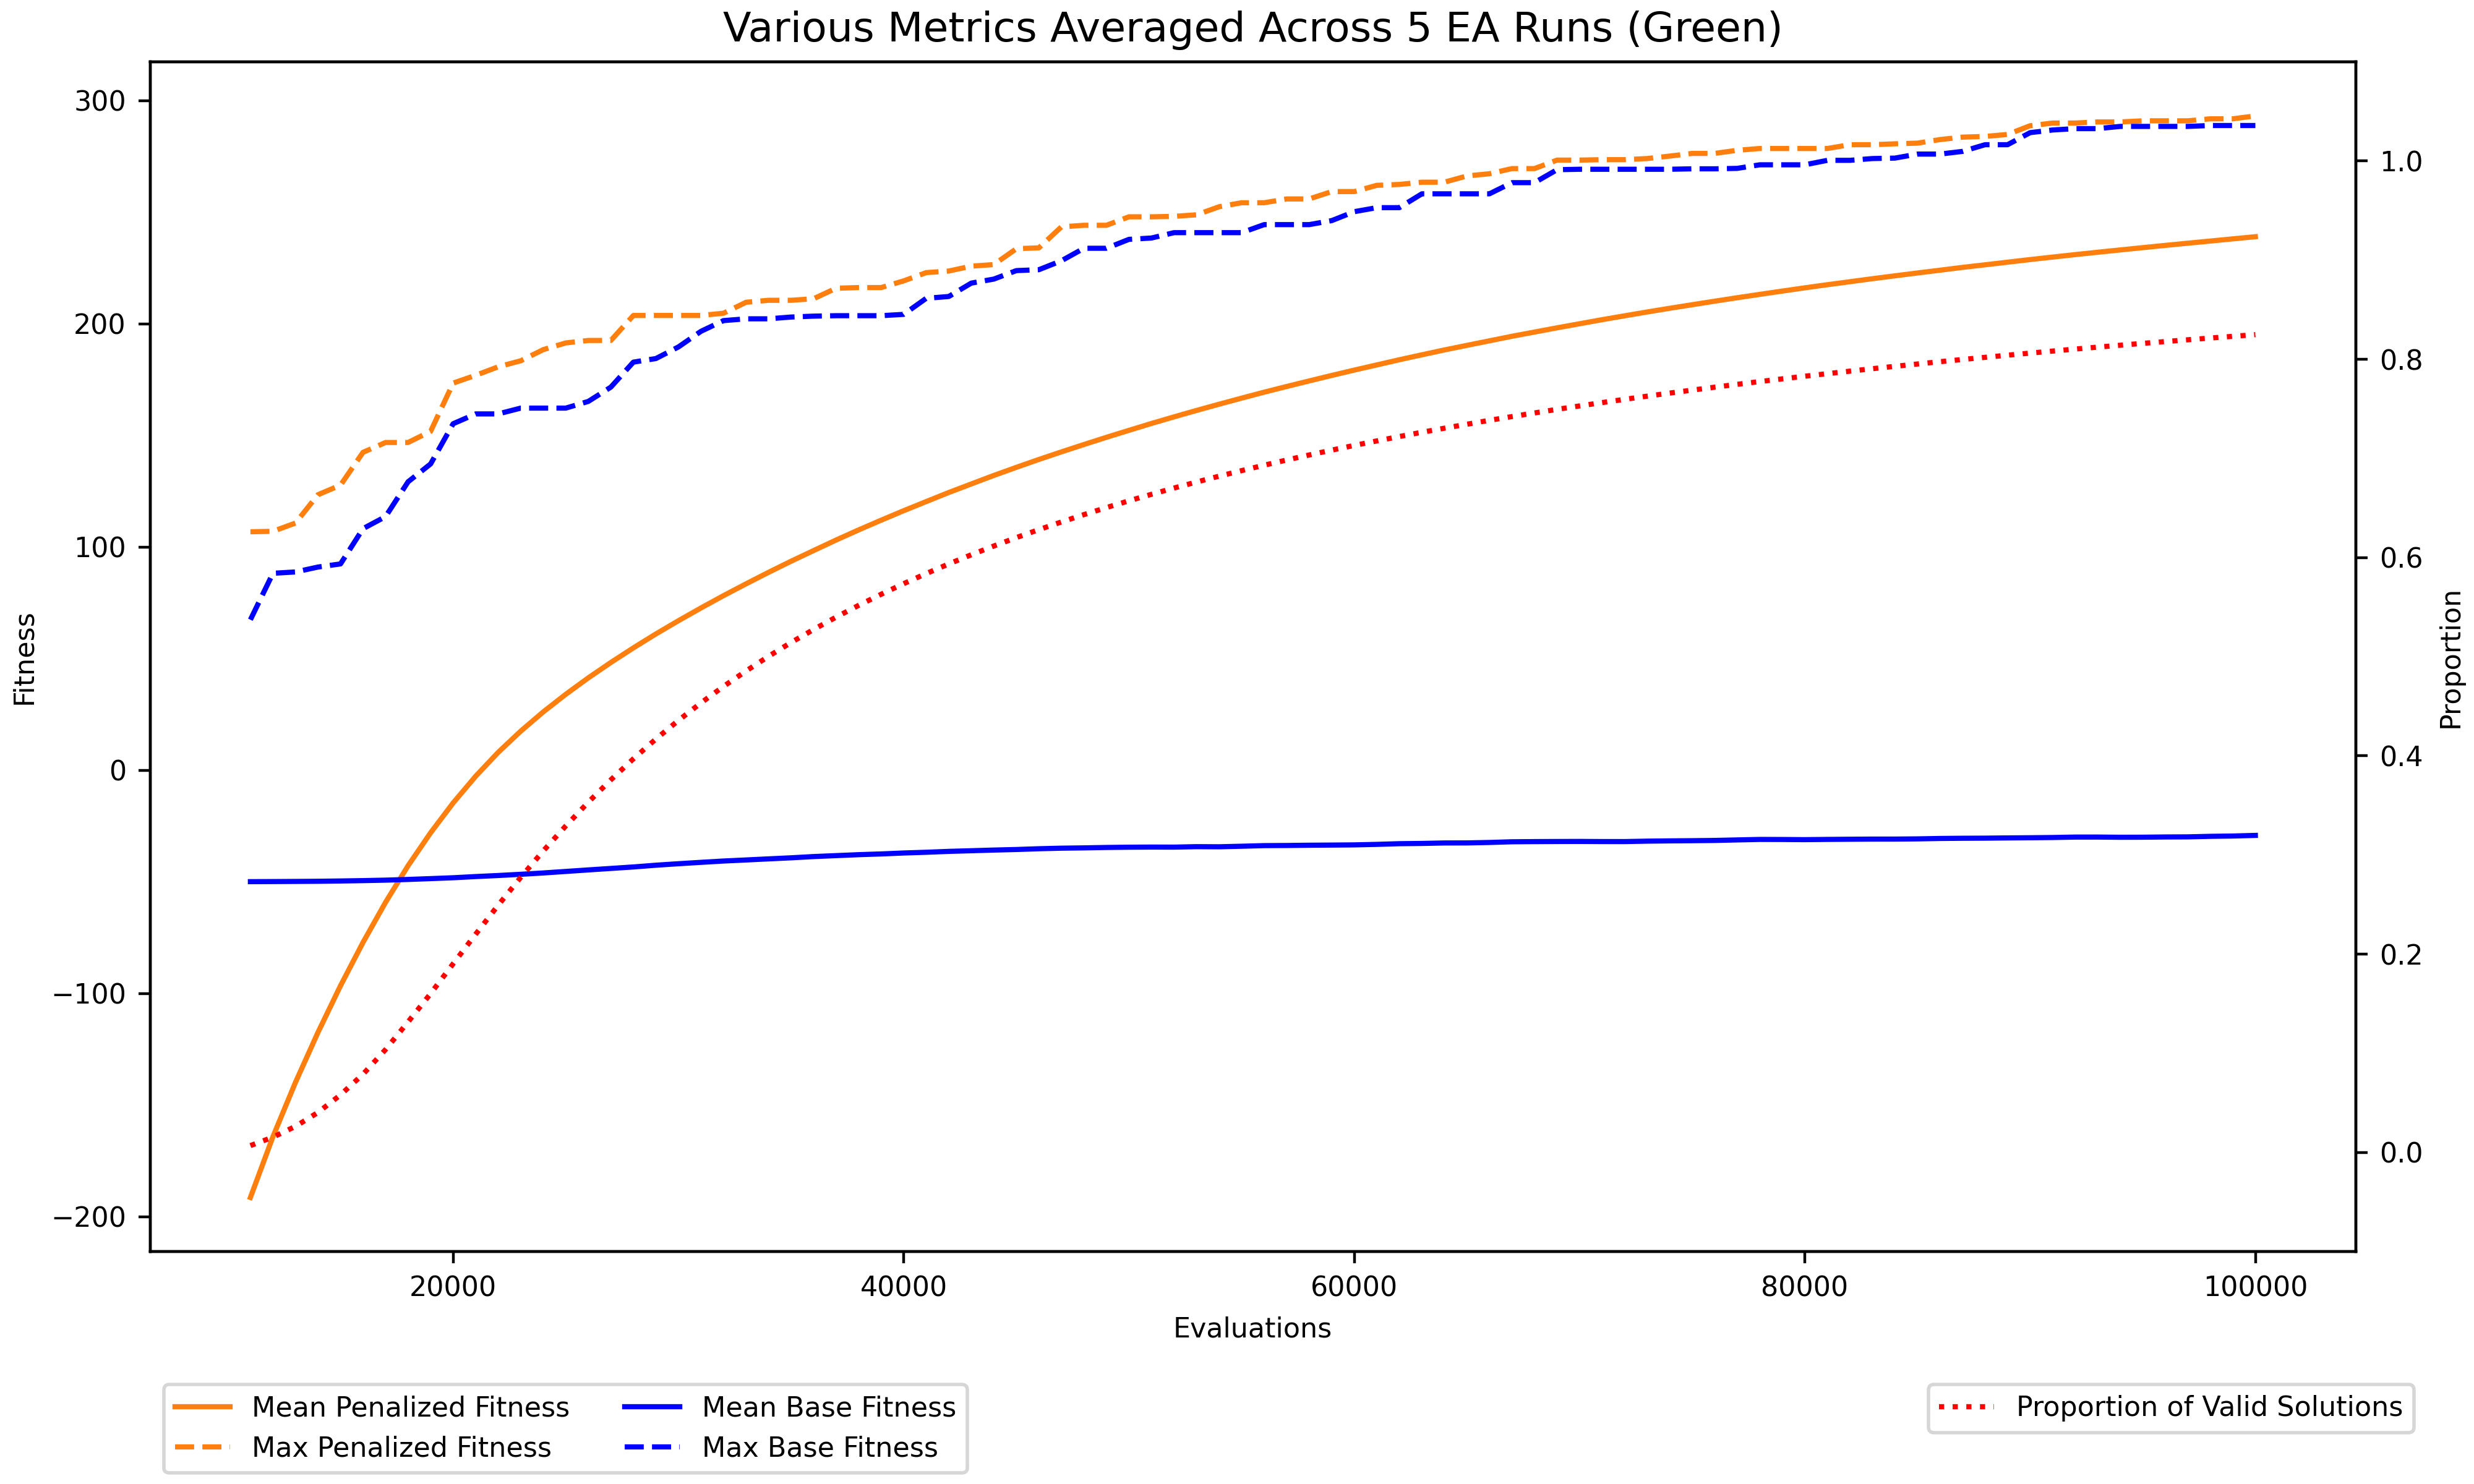 Various Metrics Averaged Across 5 EA Runs (Green)
300
200
100
0
−100
−200
Fitness
1.0
0.8
0.6
0.4
0.2
0.0
Proportion
20000
40000
60000
80000
100000
Evaluations
Mean Penalized Fitness
Max Penalized Fitness
Mean Base Fitness
Max Base Fitness
Proportion of Valid Solutions